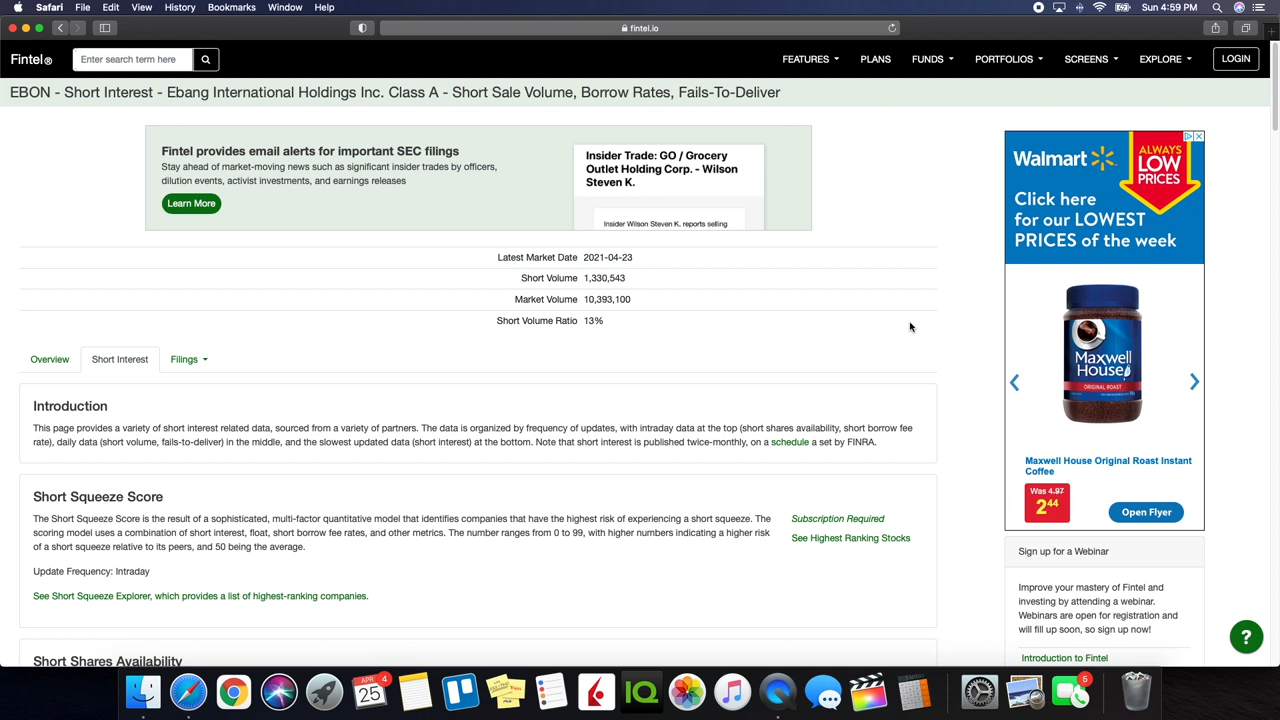 Safari File Edit View History Bookmarks Window Help
Sun 4:59 PM
fintel.io
Fintel®
Enter search term here
FEATURES PLANS FUNDS PORTFOLIOS SCREENS EXPLORE LOGIN
EBON - Short Interest - Ebang International Holdings Inc. Class A - Short Sale Volume, Borrow Rates, Fails-To-Deliver
Fintel provides email alerts for important SEC filings
Stay ahead of market-moving news such as significant insider trades by officers,
dilution events, activist investments, and earnings releases
Learn More
Insider Trade: GO / Grocery
Outlet Holding Corp. - Wilson
Steven K.
Insider Wilson Steven K. reports selling
Latest Market Date 2021-04-23
Short Volume 1,330,543
Market Volume 10,393,100
Short Volume Ratio 13%
Overview Short Interest Filings
Introduction
This page provides a variety of short interest related data, sourced from a variety of partners. The data is organized by frequency of updates, with intraday data at the top (short shares availability, short borrow fee
rate), daily data (short volume, fails-to-deliver) in the middle, and the slowest updated data (short interest) at the bottom. Note that short interest is published twice-monthly, on a schedule a set by FINRA.
Short Squeeze Score
The Short Squeeze Score is the result of a sophisticated, multi-factor quantitative model that identifies companies that have the highest risk of experiencing a short squeeze. The
scoring model uses a combination of short interest, float, short borrow fee rates, and other metrics. The number ranges from 0 to 99, with higher numbers indicating a higher risk
of a short squeeze relative to its peers, and 50 being the average.
Subscription Required
See Highest Ranking Stocks
Update Frequency: Intraday
See Short Squeeze Explorer, which provides a list of highest-ranking companies.
Short Shares Availability
Walmart
ALWAYS
LOW
PRICES
Click here
for our LOWEST
PRICES of the week
Maxwell
House
ORIGINAL ROAST
Maxwell House Original Roast Instant
Coffee
Was 4.97
2 44
Open Flyer
Sign up for a Webinar
Improve your mastery of Fintel and
investing by attending a webinar.
Webinars are open for registration and
will fill up soon, so sign up now!
Introduction to Fintel
?
APR 4
25
IQ
5